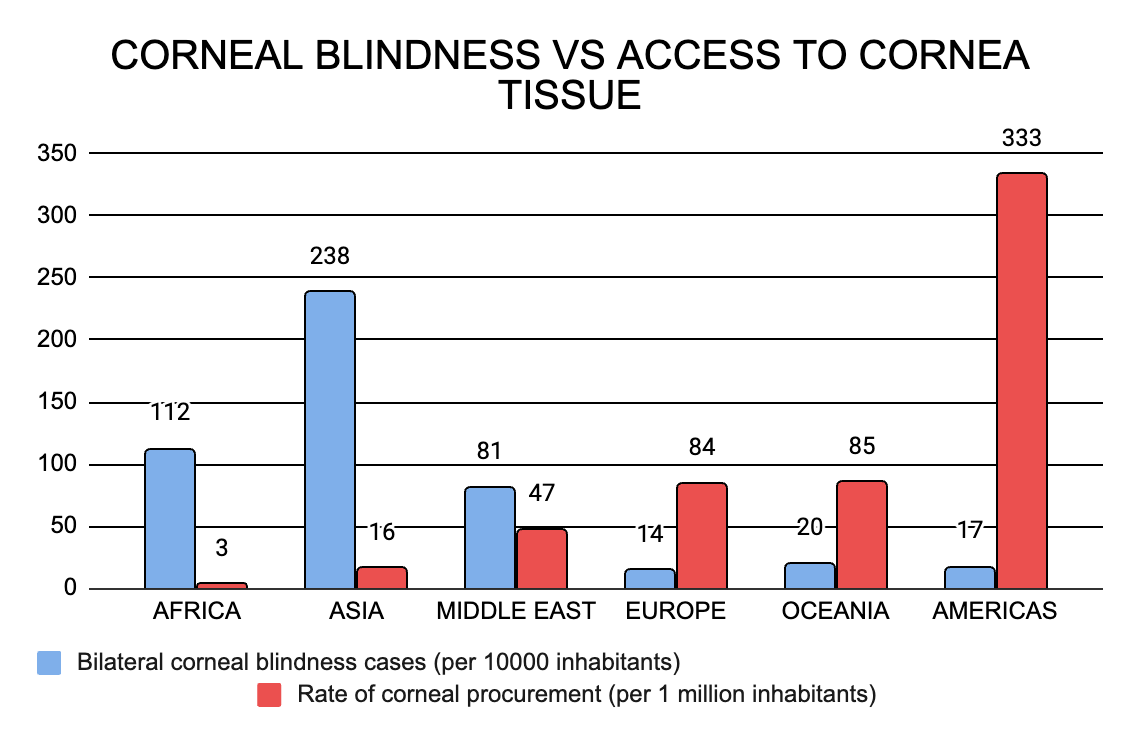 CORNEAL BLINDNESS VS ACCESS TO CORNEA
TISSUE
350
300
250
200
150
100
50
0
112
3
238
16
81
47
14
84
20
85
17
333
AFRICA
ASIA
MIDDLE EAST
EUROPE
OCEANIA
AMERICAS
Bilateral corneal blindness cases (per 10000 inhabitants)
Rate of corneal procurement (per 1 million inhabitants)